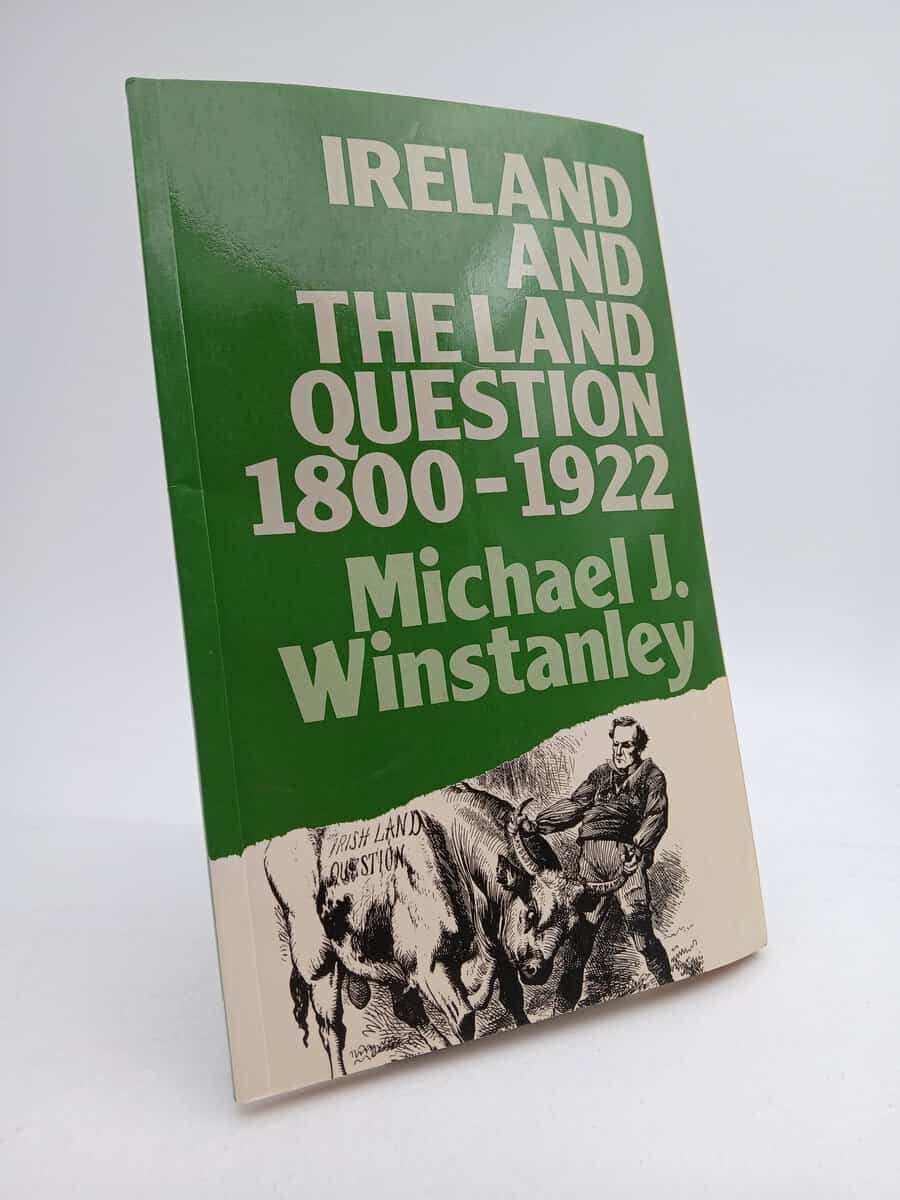 IRELAND
AND
THE LAND
QUESTION
1800-1922
Michael J.
Winstanley
IRISH LAND
QUESTION